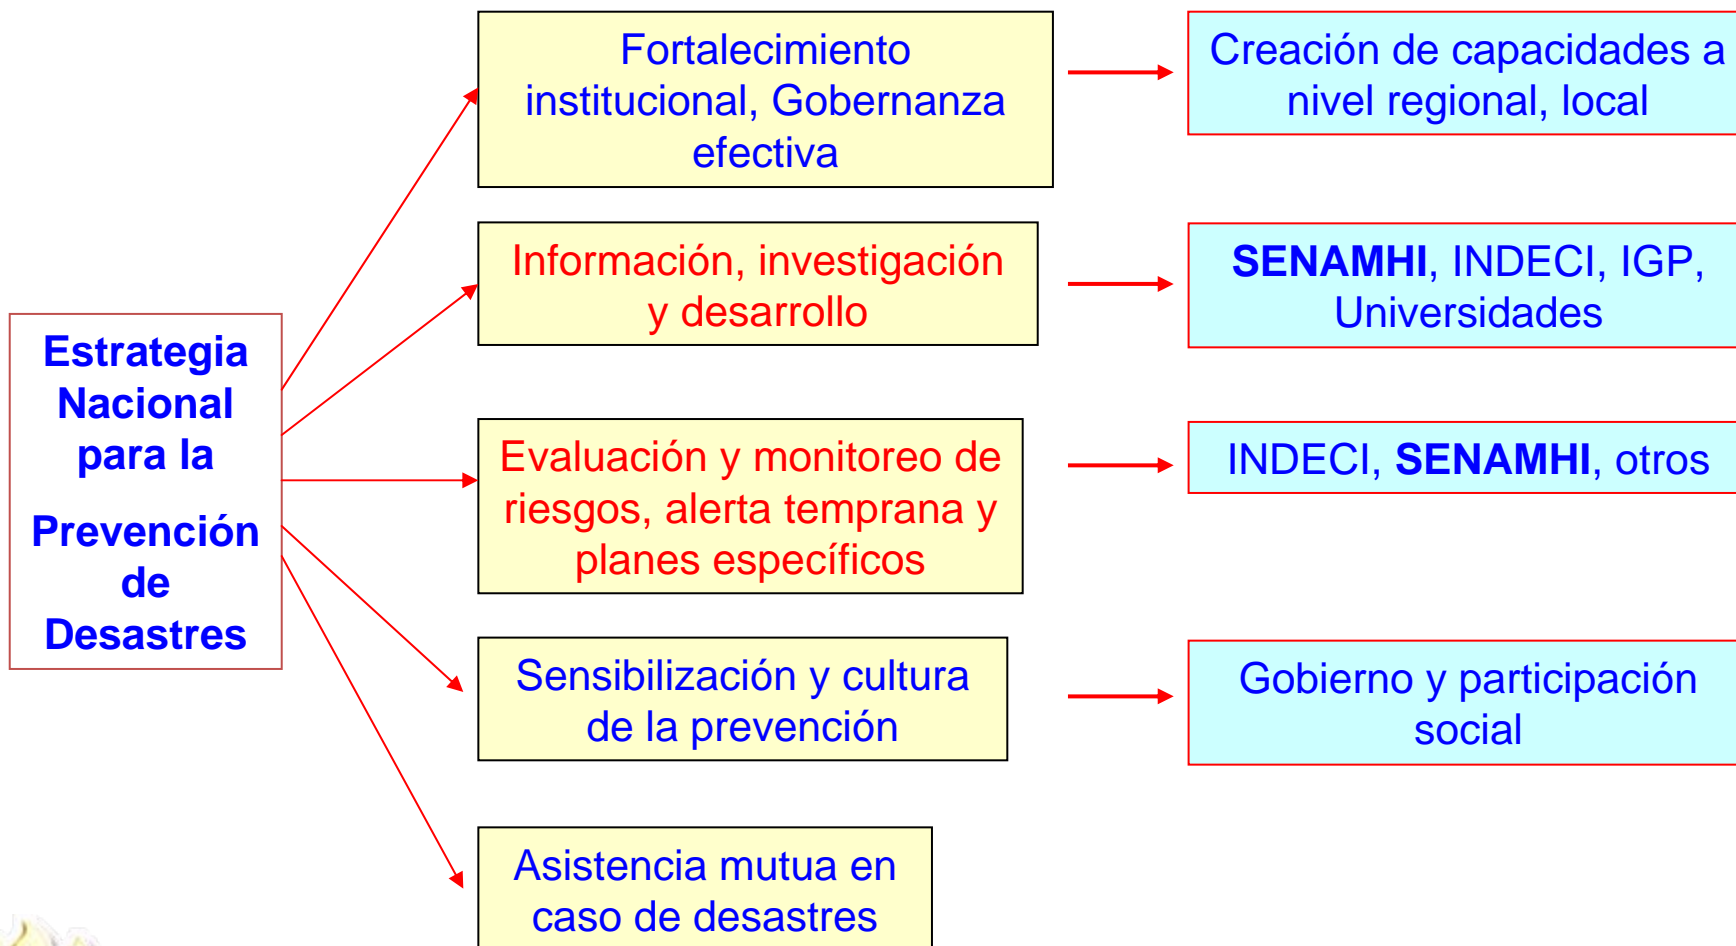 Estrategia
Nacional
para la
Prevención
de
Desastres
Fortalecimiento
institucional, Gobernanza
efectiva
Creación de capacidades a
nivel regional, local
Información, investigación
y desarrollo
SENAMHI, INDECI, IGP,
Universidades
Evaluación y monitoreo de
riesgos, alerta temprana y
planes específicos
INDECI, SENAMHI, otros
Sensibilización y cultura
de la prevención
Gobierno y participación
social
Asistencia mutua en
caso de desastres